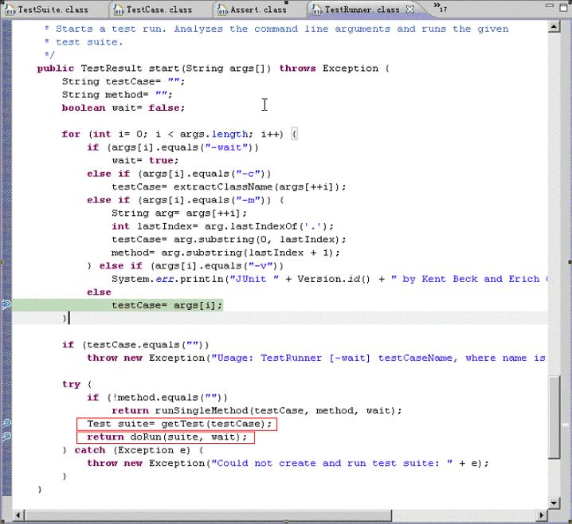 TestSuite.class TestCase.class Assert.class TestRunner.class »17
* Starts a test run. Analyzes the command line arguments and runs the given
* test suite.
*/
public TestResult start(String args[]) throws Exception {
String testCase= "";
String method= "";
boolean wait= false;
for (int i= 0; i < args.length; i++) {
if (args[i].equals("-wait"))
wait= true;
else if (args[i].equals("-c"))
testCase= extractClassName(args[++i]);
else if (args[i].equals("-m")) {
String arg= args[++i];
int lastIndex= arg.lastIndexOf('.');
testCase= arg.substring(0, lastIndex);
method= arg.substring(lastIndex + 1);
} else if (args[i].equals("-v"))
System.err.println("JUnit " + Version.id() + " by Kent Beck and Erich
else
testCase= args[i];
}
if (testCase.equals(""))
throw new Exception("Usage: TestRunner [-wait] testCaseName, where name is
try {
if (!method.equals(""))
return runSingleMethod(testCase, method, wait);
Test suite= getTest(testCase);
return doRun(suite, wait);
} catch (Exception e) {
throw new Exception("Could not create and run test suite: " + e);
}
}